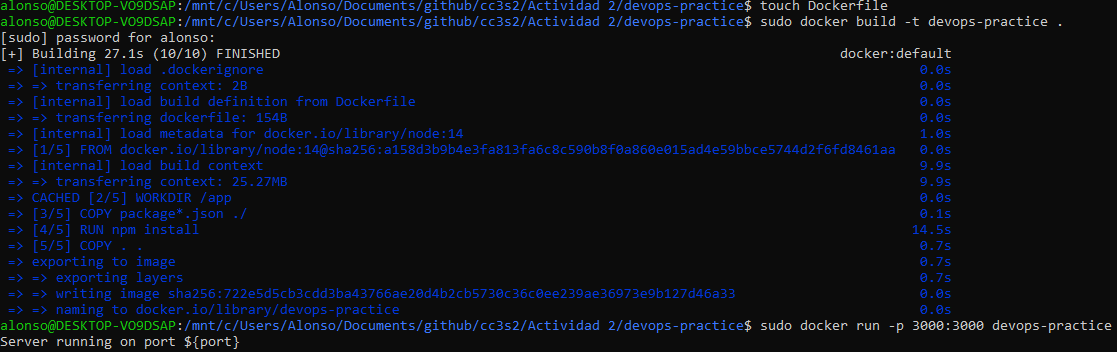 alonso@DESKTOP-VO9DSAP:/mnt/c/Users/Alonso/Documents/github/cc3s2/Actividad 2/devops-practice$ touch Dockerfile
alonso@DESKTOP-VO9DSAP:/mnt/c/Users/Alonso/Documents/github/cc3s2/Actividad 2/devops-practice$ sudo docker build -t devops-practice .
[sudo] password for alonso:
[+] Building 27.1s (10/10) FINISHED docker:default
=> [internal] load .dockerignore 0.0s
=> => transferring context: 2B 0.0s
=> [internal] load build definition from Dockerfile 0.0s
=> => transferring dockerfile: 154B 0.0s
=> [internal] load metadata for docker.io/library/node:14 1.0s
=> [1/5] FROM docker.io/library/node:14@sha256:a158d3b9b4e3fa813fa6c8c590b8f0a860e015ad4e59bbce5744d2f6fd8461aa 0.0s
=> [internal] load build context 9.9s
=> => transferring context: 25.27MB 9.9s
=> CACHED [2/5] WORKDIR /app 0.0s
=> [3/5] COPY package*.json ./ 0.1s
=> [4/5] RUN npm install 14.5s
=> [5/5] COPY . . 0.7s
=> exporting to image 0.7s
=> => exporting layers 0.7s
=> => writing image sha256:722e5d5cb3cdd3ba43766ae20d4b2cb5730c36c0ee239ae36973e9b127d46a33 0.0s
=> => naming to docker.io/library/devops-practice 0.0s
alonso@DESKTOP-VO9DSAP:/mnt/c/Users/Alonso/Documents/github/cc3s2/Actividad 2/devops-practice$ sudo docker run -p 3000:3000 devops-practice
Server running on port ${port}